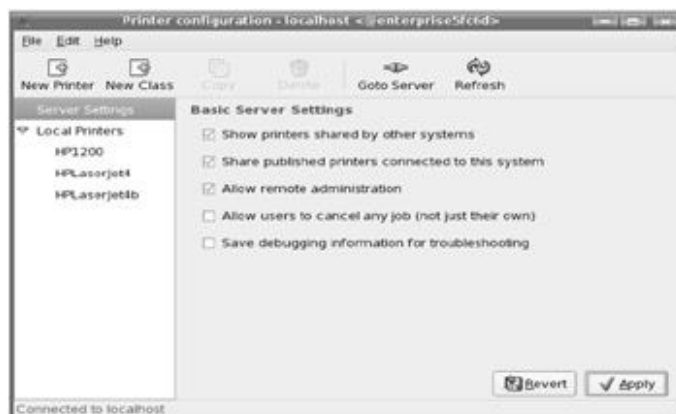 Printer configuration - localhost <@enterprise5fc6d>
File Edit Help
New Printer New Class Copy Delete Goto Server Refresh
Server Settings
Local Printers
HP1200
HPLaserjet4
HPLaserjet4b
Basic Server Settings
Show printers shared by other systems
Share published printers connected to this system
Allow remote administration
Allow users to cancel any job (not just their own)
Save debugging information for troubleshooting
Revert Apply
Connected to localhost